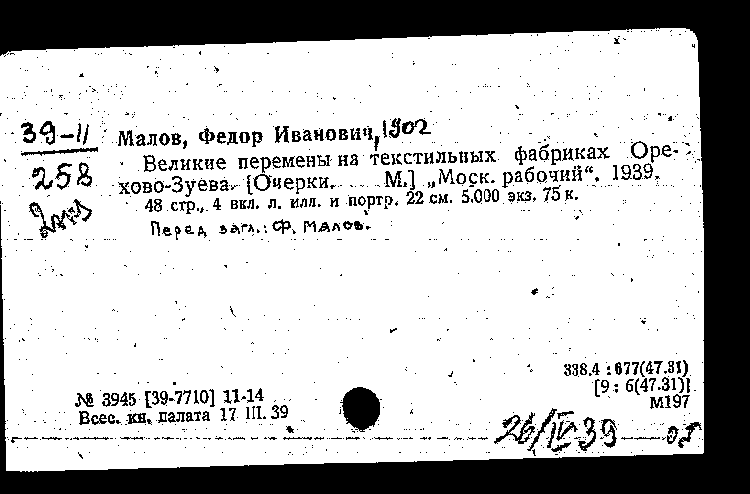 39-11
258
Малов, Федор Иванович, 1902
Великие перемены на текстильных фабриках Оре-
хово-Зуева. [Очерки. М.] „Моск. рабочий“. 1939.
48 стр., 4 вкл. л. илл. и портр. 22 см. 5.000 экз. 75 к.
Перед загл.: Ф. Малов.
338.4 : 677(47.31)
[9 : 6(47.31)]
М197
№ 3945 [39-7710] 11-14
Всес. кн. палата 17 III. 39
26/IV 39